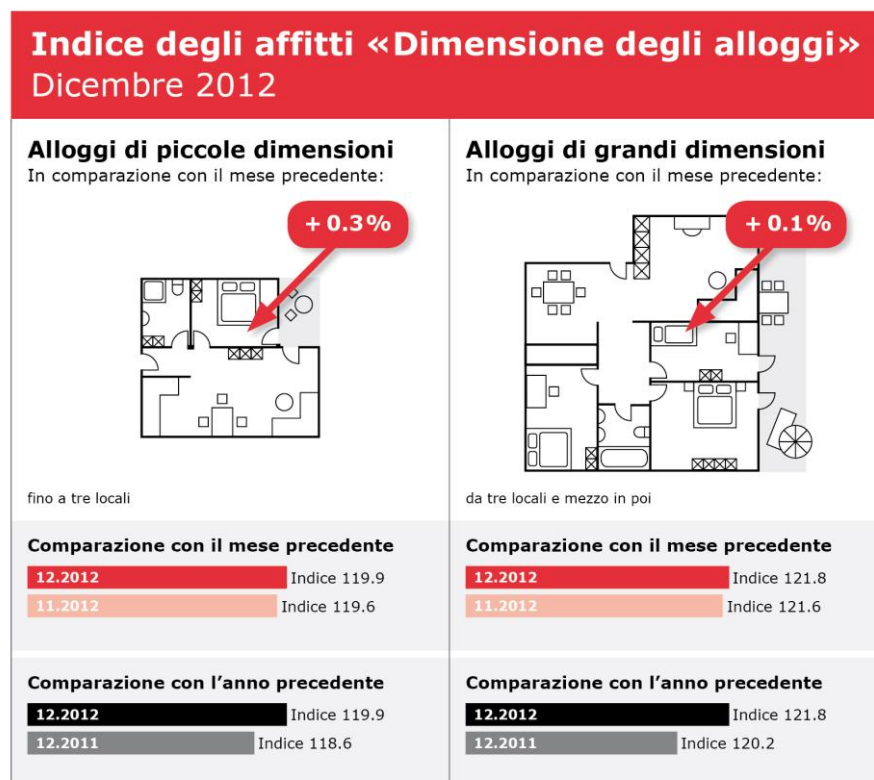 Indice degli affitti «Dimensione degli alloggi»
Dicembre 2012
Alloggi di piccole dimensioni
In comparazione con il mese precedente:
+ 0.3%
fino a tre locali
Comparazione con il mese precedente
12.2012 Indice 119.9
11.2012 Indice 119.6
Comparazione con l'anno precedente
12.2012 Indice 119.9
12.2011 Indice 118.6
Alloggi di grandi dimensioni
In comparazione con il mese precedente:
+ 0.1%
da tre locali e mezzo in poi
Comparazione con il mese precedente
12.2012 Indice 121.8
11.2012 Indice 121.6
Comparazione con l'anno precedente
12.2012 Indice 121.8
12.2011 Indice 120.2